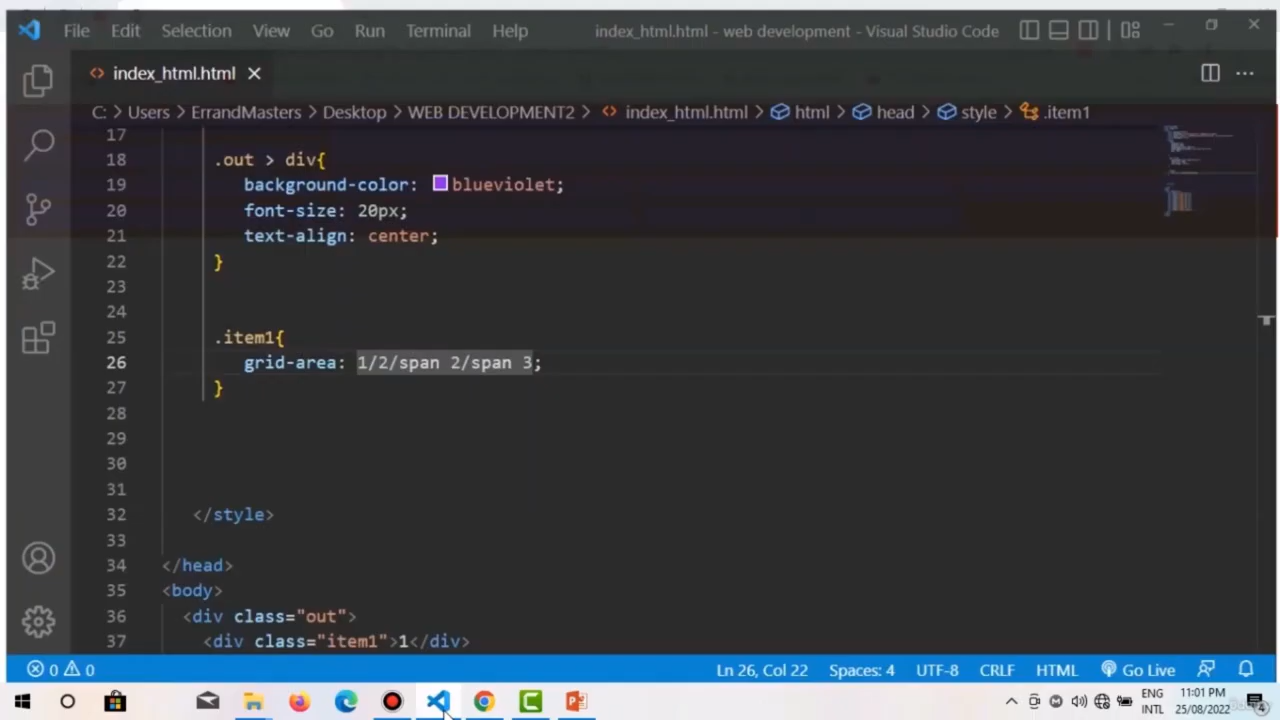 File Edit Selection View Go Run Terminal Help index_html.html - web development - Visual Studio Code
index_html.html
C: > Users > ErrandMasters > Desktop > WEB DEVELOPMENT2 > index_html.html > html > head > style > .item1
17
18 .out > div{
19 background-color: blueviolet;
20 font-size: 20px;
21 text-align: center;
22 }
23
24
25 .item1{
26 grid-area: 1/2/span 2/span 3;
27 }
28
29
30
31
32 </style>
33
34 </head>
35 <body>
36 <div class="out">
37 <div class="item1">1</div>
0 0 Ln 26, Col 22 Spaces: 4 UTF-8 CRLF HTML Go Live
ENG 11:01 PM
INTL 25/08/2022 4